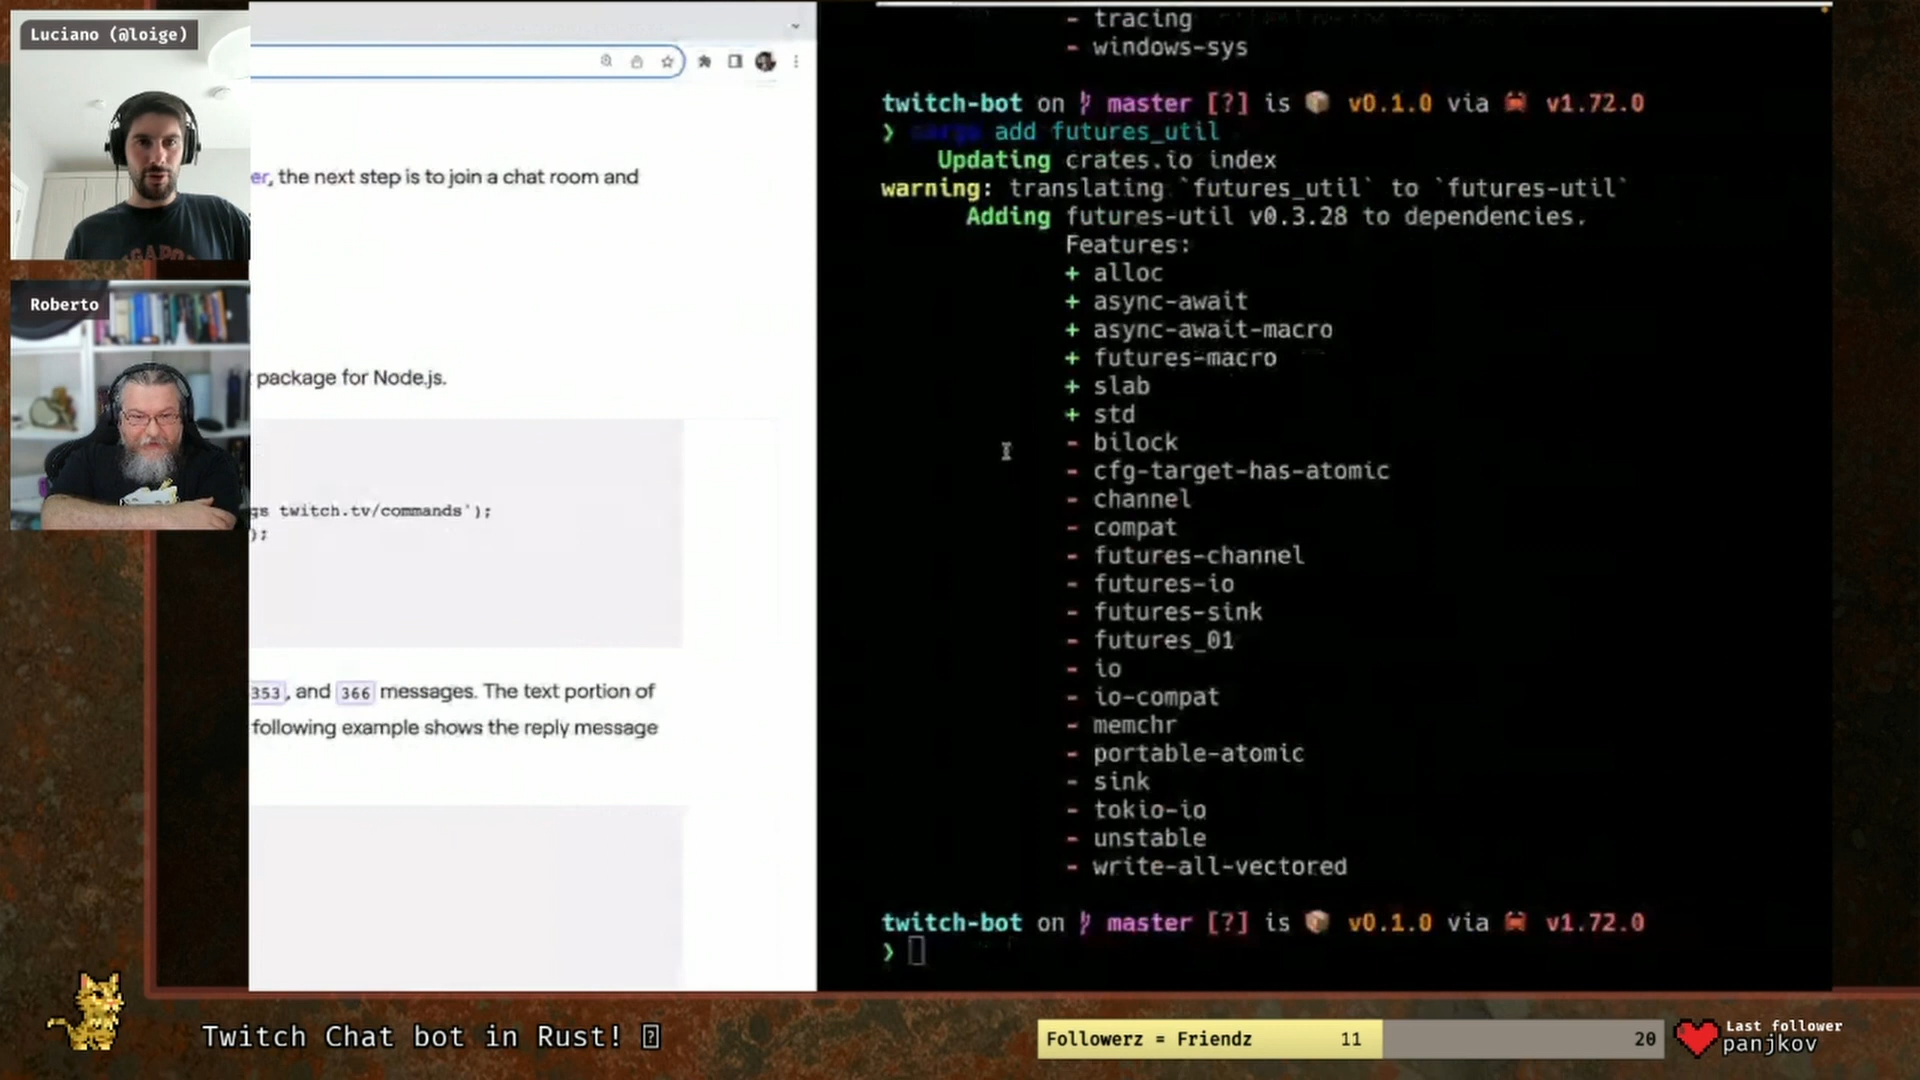 Luciano (@loige)
Roberto
er, the next step is to join a chat room and
package for Node.js.
gs twitch.tv/commands');
);
353, and 366 messages. The text portion of
following example shows the reply message
- tracing
- windows-sys
twitch-bot on master [?] is v0.1.0 via v1.72.0
❯ cargo add futures_util
Updating crates.io index
warning: translating `futures_util` to `futures-util`
Adding futures-util v0.3.28 to dependencies.
Features:
+ alloc
+ async-await
+ async-await-macro
+ futures-macro
+ slab
+ std
- bilock
- cfg-target-has-atomic
- channel
- compat
- futures-channel
- futures-io
- futures-sink
- futures_01
- io
- io-compat
- memchr
- portable-atomic
- sink
- tokio-io
- unstable
- write-all-vectored
twitch-bot on master [?] is v0.1.0 via v1.72.0
❯
Twitch Chat bot in Rust!
Followerz = Friendz 11 20
Last follower
panjkov